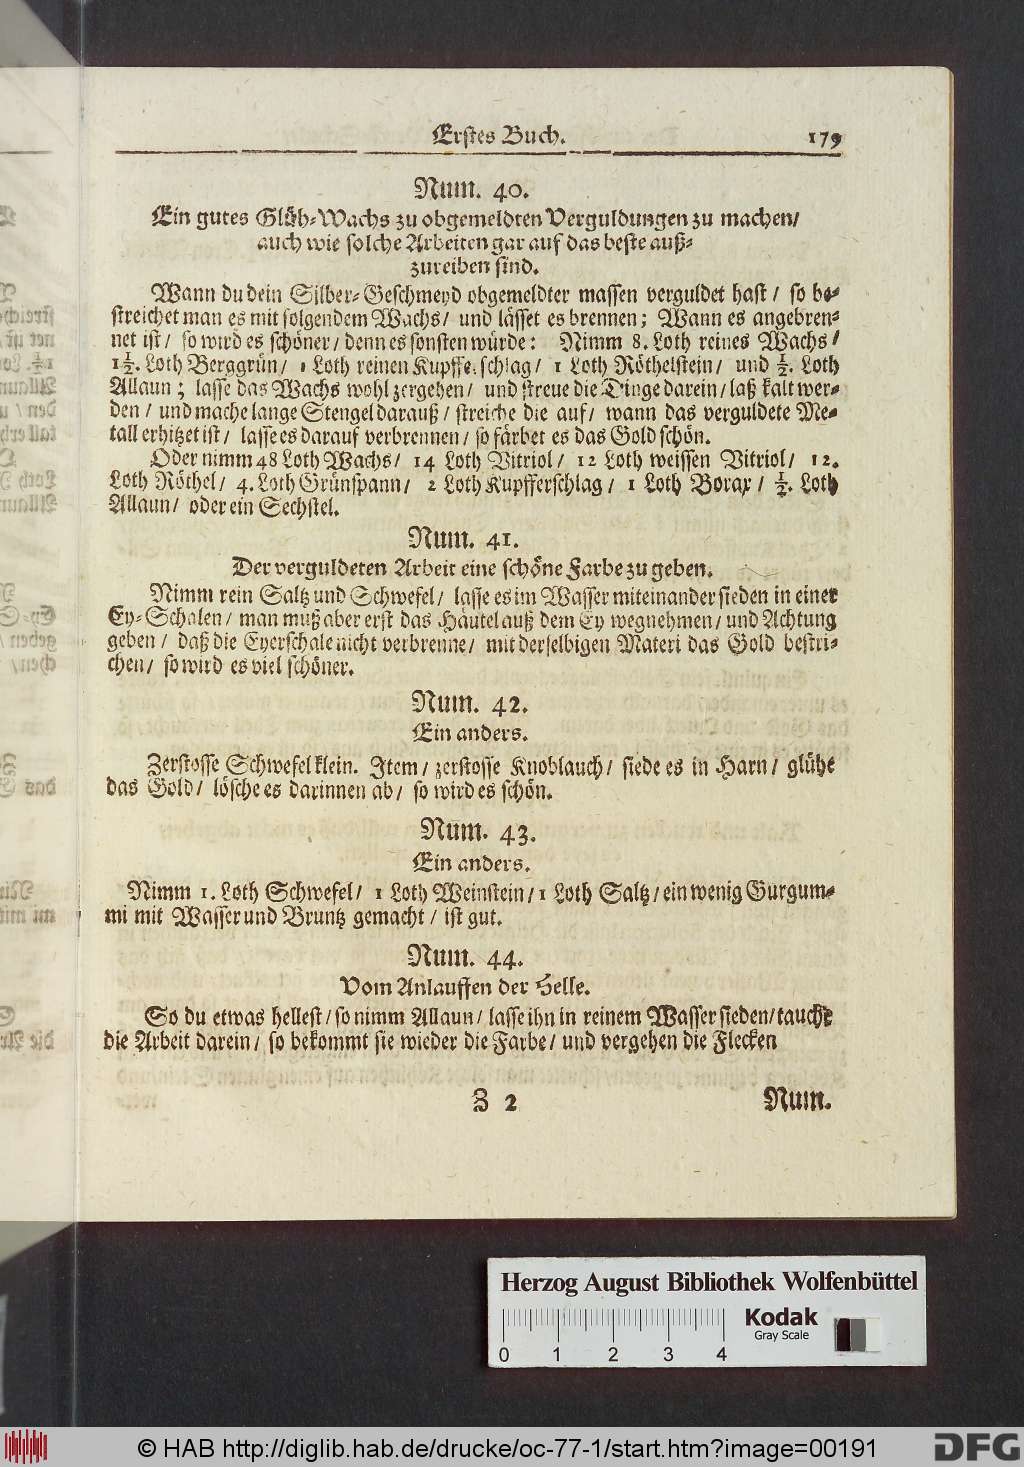 Erstes Buch. 179
Num. 40.
Ein gutes Glüh-Wachs zu obgemeldten Verguldungen zu machen/
auch wie solche Arbeiten gar auf das beste auß-
zureiben sind.
Wann du dein Silber-Geschmeyd obgemeldter massen verguldet hast / so be-
streichet man es mit folgendem Wachs / und lässet es brennen; Wann es angebren-
net ist / so wird es schöner / denn es sonsten würde: Nimm 8. Loth reines Wachs /
1½. Loth Berggrün / 1 Loth reinen Kupffe.schlag / 1 Loth Röthelstein / und ½. Loth
Allaun; lasse das Wachs wohl zergehen / und streue die Dinge darein / laß kalt wer-
den / und mache lange Stengel darauß / streiche die auf / wann das verguldete Me-
tall erhitzet ist / lasse es darauf verbrennen / so färbet es das Gold schön.
Oder nimm 48 Loth Wachs / 14 Loth Vitriol / 12 Loth weissen Vitriol / 12.
Loth Röthel / 4. Loth Grünspann / 2 Loth Kupfferschlag / 1 Loth Borax / ½. Loth
Allaun / oder ein Sechstel.
Num. 41.
Der verguldeten Arbeit eine schöne Farbe zu geben.
Nimm rein Saltz und Schwefel / lasse es im Wasser miteinander sieden in einer
Ey-Schalen / man muß aber erst das Häutel auß dem Ey wegnehmen / und Achtung
geben / daß die Eyerschale nicht verbrenne / mit derselbigen Materi das Gold bestri-
chen / so wird es viel schöner.
Num. 42.
Ein anders.
Zerstosse Schwefel klein. Item / zerstosse Knoblauch / siede es in Harn / glühe
das Gold / lösche es darinnen ab / so wird es schön.
Num. 43.
Ein anders.
Nimm 1. Loth Schwefel / 1 Loth Weinstein / 1 Loth Saltz / ein wenig Gurgum-
mi mit Wasser und Bruntz gemacht / ist gut.
Num. 44.
Vom Anlauffen der Helle.
So du etwas hellest / so nimm Allaun / lasse ihn in reinem Wasser sieden / tauche
die Arbeit darein / so bekommt sie wieder die Farbe / und vergehen die Flecken
Z 2 Num.
Herzog August Bibliothek Wolfenbüttel
Kodak
Gray Scale
0 1 2 3 4
© HAB http://diglib.hab.de/drucke/oc-77-1/start.htm?image=00191
DFG